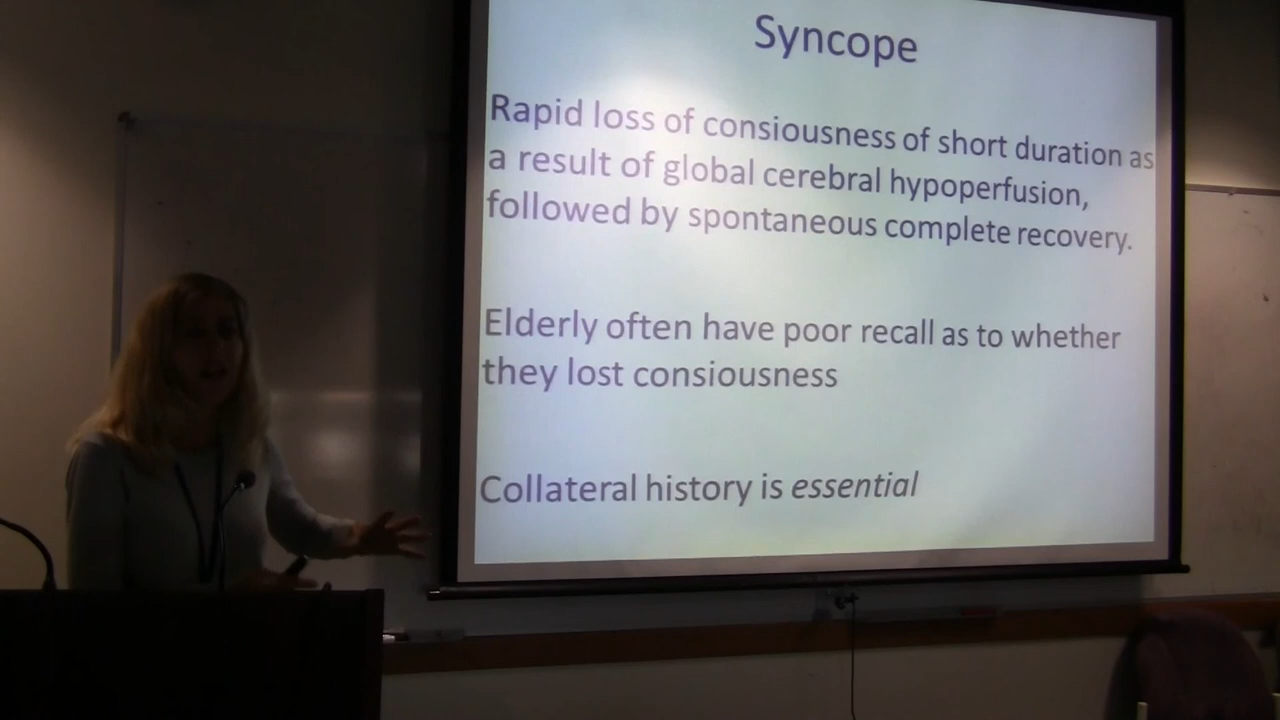 Syncope
Rapid loss of consiousness of short duration as
a result of global cerebral hypoperfusion,
followed by spontaneous complete recovery.
Elderly often have poor recall as to whether
they lost consiousness
Collateral history is essential